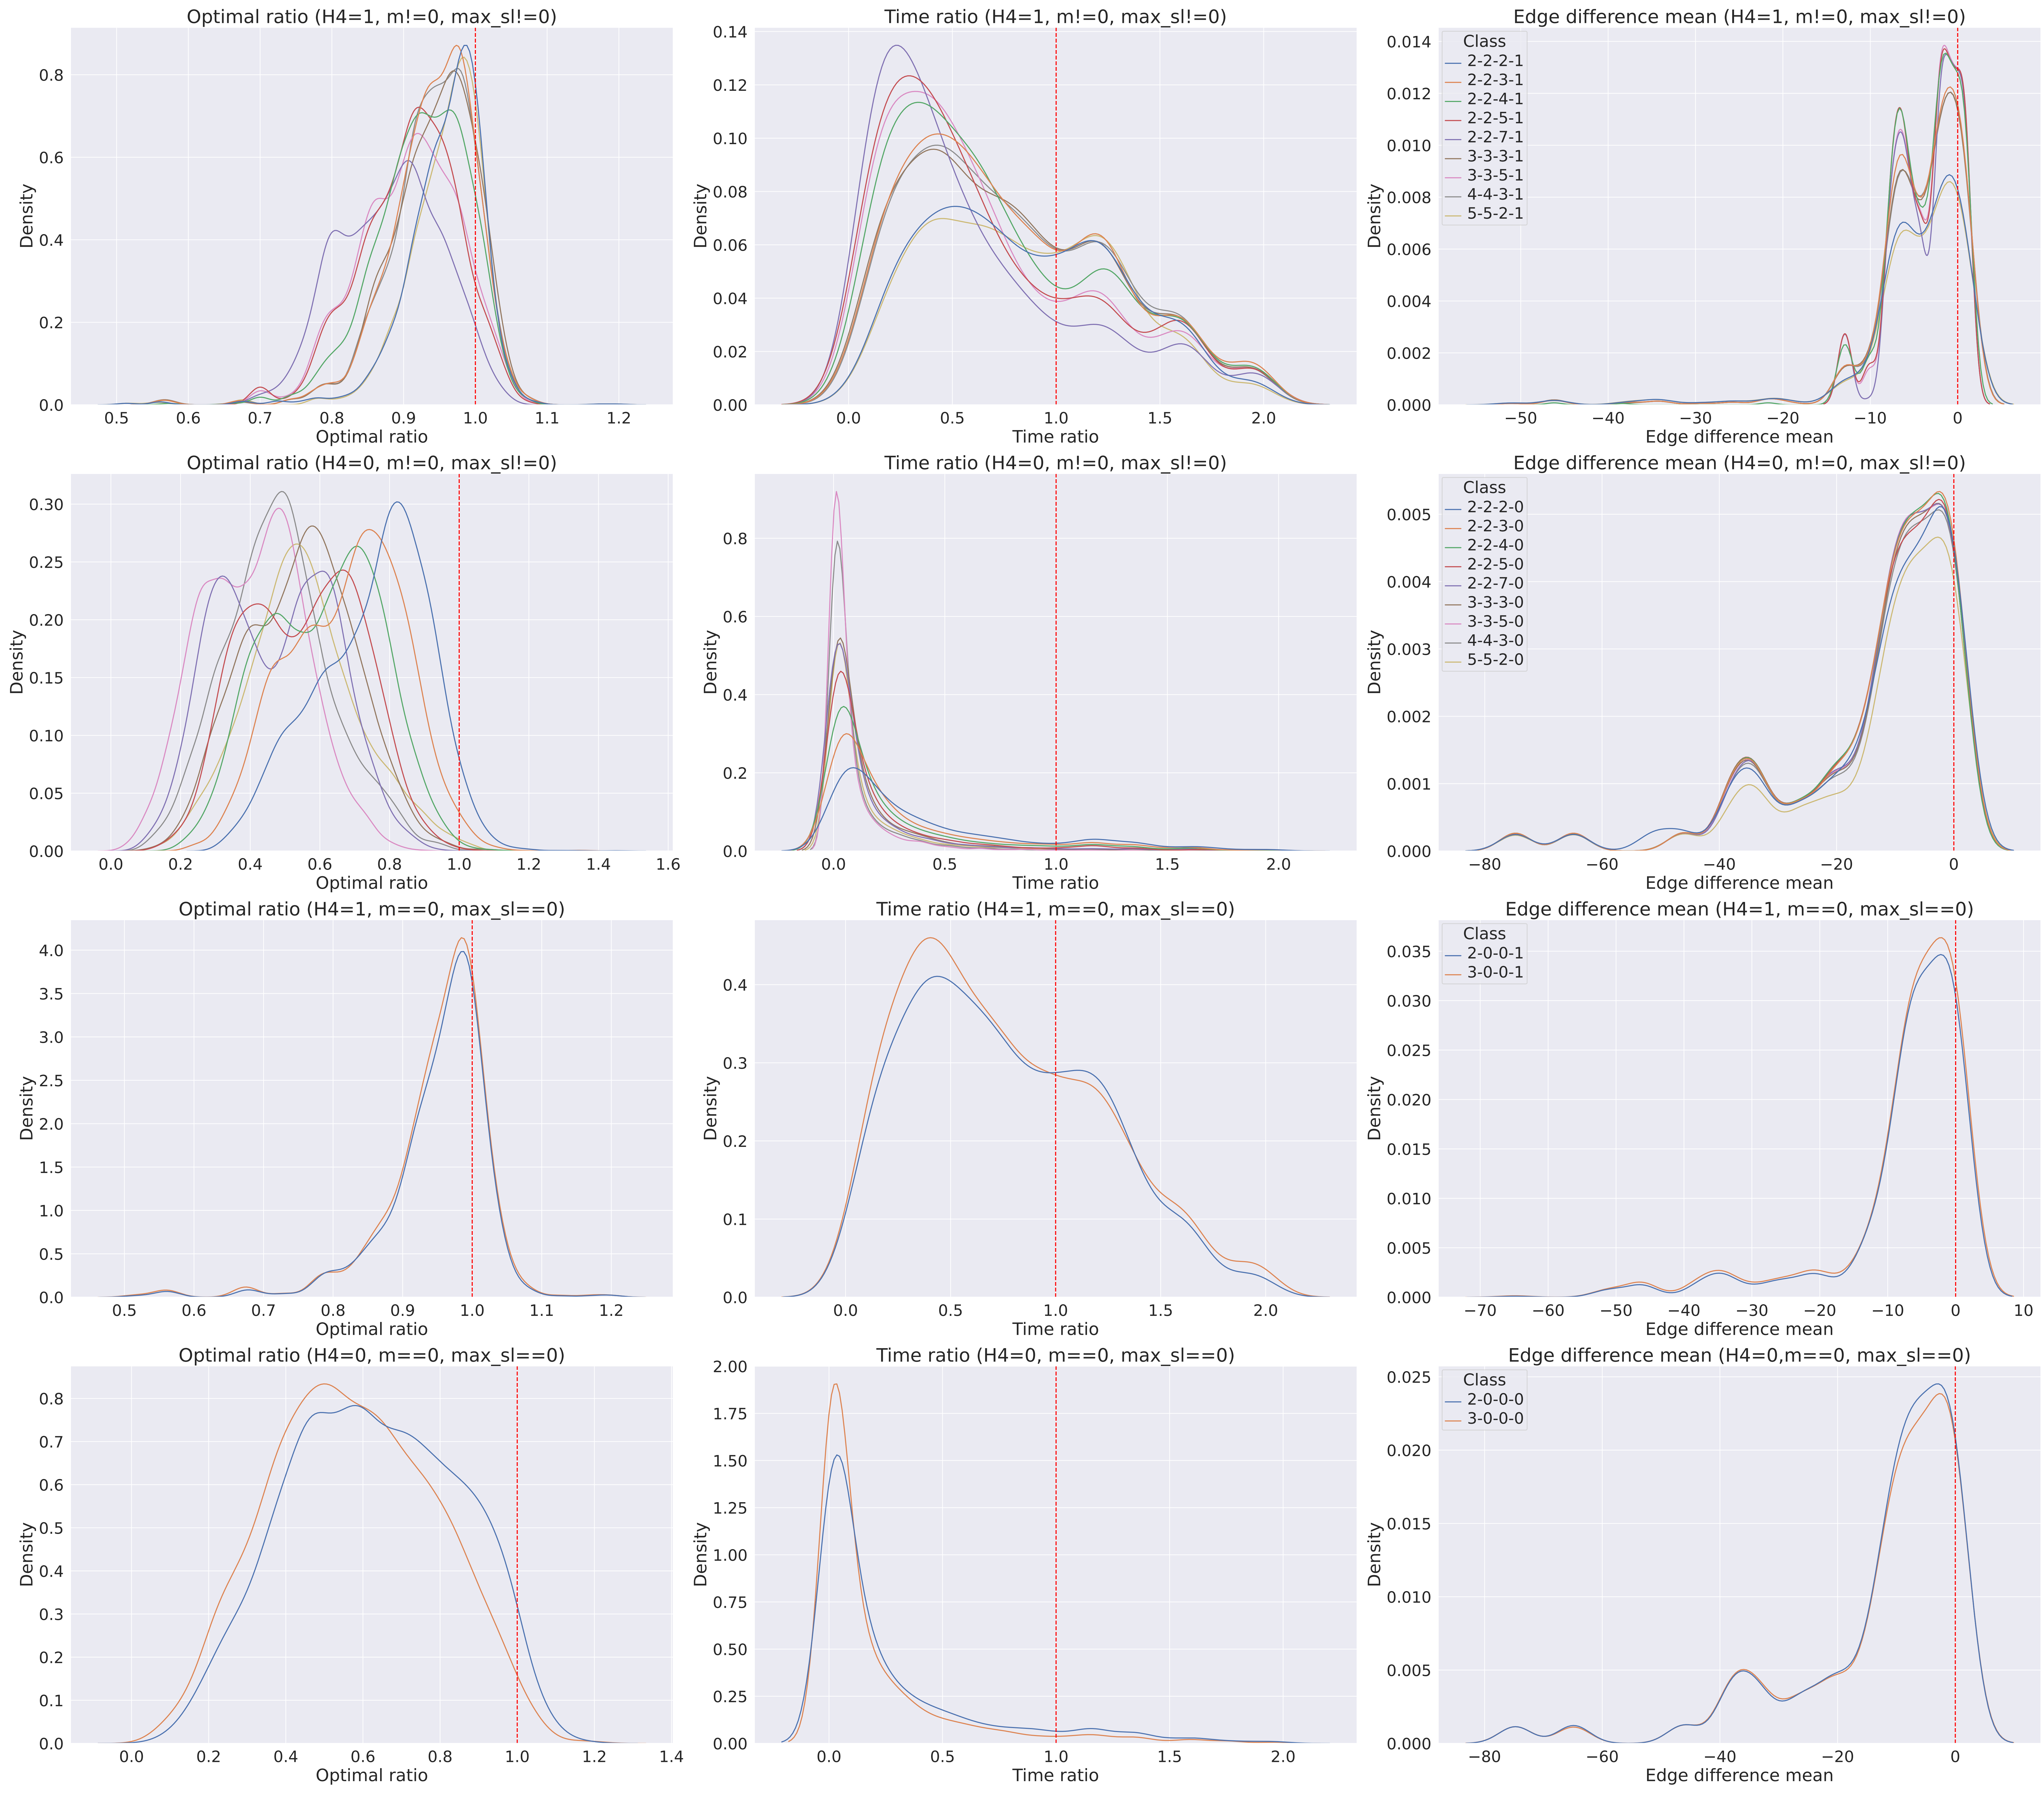 Optimal ratio (H4=1, m!=0, max_sl!=0)
Density
0.8
0.6
0.4
0.2
0.0
0.5 0.6 0.7 0.8 0.9 1.0 1.1 1.2
Optimal ratio
Time ratio (H4=1, m!=0, max_sl!=0)
Density
0.14
0.12
0.10
0.08
0.06
0.04
0.02
0.00
0.0 0.5 1.0 1.5 2.0
Time ratio
Edge difference mean (H4=1, m!=0, max_sl!=0)
Density
0.014
0.012
0.010
0.008
0.006
0.004
0.002
0.000
Class
2-2-2-1
2-2-3-1
2-2-4-1
2-2-5-1
2-2-7-1
3-3-3-1
3-3-5-1
4-4-3-1
5-5-2-1
−50 −40 −30 −20 −10 0
Edge difference mean
Optimal ratio (H4=0, m!=0, max_sl!=0)
Density
0.30
0.25
0.20
0.15
0.10
0.05
0.00
0.0 0.2 0.4 0.6 0.8 1.0 1.2 1.4 1.6
Optimal ratio
Time ratio (H4=0, m!=0, max_sl!=0)
Density
0.8
0.6
0.4
0.2
0.0
0.0 0.5 1.0 1.5 2.0
Time ratio
Edge difference mean (H4=0, m!=0, max_sl!=0)
Density
0.005
0.004
0.003
0.002
0.001
0.000
Class
2-2-2-0
2-2-3-0
2-2-4-0
2-2-5-0
2-2-7-0
3-3-3-0
3-3-5-0
4-4-3-0
5-5-2-0
−80 −60 −40 −20 0
Edge difference mean
Optimal ratio (H4=1, m==0, max_sl==0)
Density
4.0
3.5
3.0
2.5
2.0
1.5
1.0
0.5
0.0
0.5 0.6 0.7 0.8 0.9 1.0 1.1 1.2
Optimal ratio
Time ratio (H4=1, m==0, max_sl==0)
Density
0.4
0.3
0.2
0.1
0.0
0.0 0.5 1.0 1.5 2.0
Time ratio
Edge difference mean (H4=1, m==0, max_sl==0)
Density
0.035
0.030
0.025
0.020
0.015
0.010
0.005
0.000
Class
2-0-0-1
3-0-0-1
−70 −60 −50 −40 −30 −20 −10 0 10
Edge difference mean
Optimal ratio (H4=0, m==0, max_sl==0)
Density
0.8
0.7
0.6
0.5
0.4
0.3
0.2
0.1
0.0
0.0 0.2 0.4 0.6 0.8 1.0 1.2 1.4
Optimal ratio
Time ratio (H4=0, m==0, max_sl==0)
Density
2.00
1.75
1.50
1.25
1.00
0.75
0.50
0.25
0.00
0.0 0.5 1.0 1.5 2.0
Time ratio
Edge difference mean (H4=0,m==0, max_sl==0)
Density
0.025
0.020
0.015
0.010
0.005
0.000
Class
2-0-0-0
3-0-0-0
−80 −60 −40 −20 0
Edge difference mean